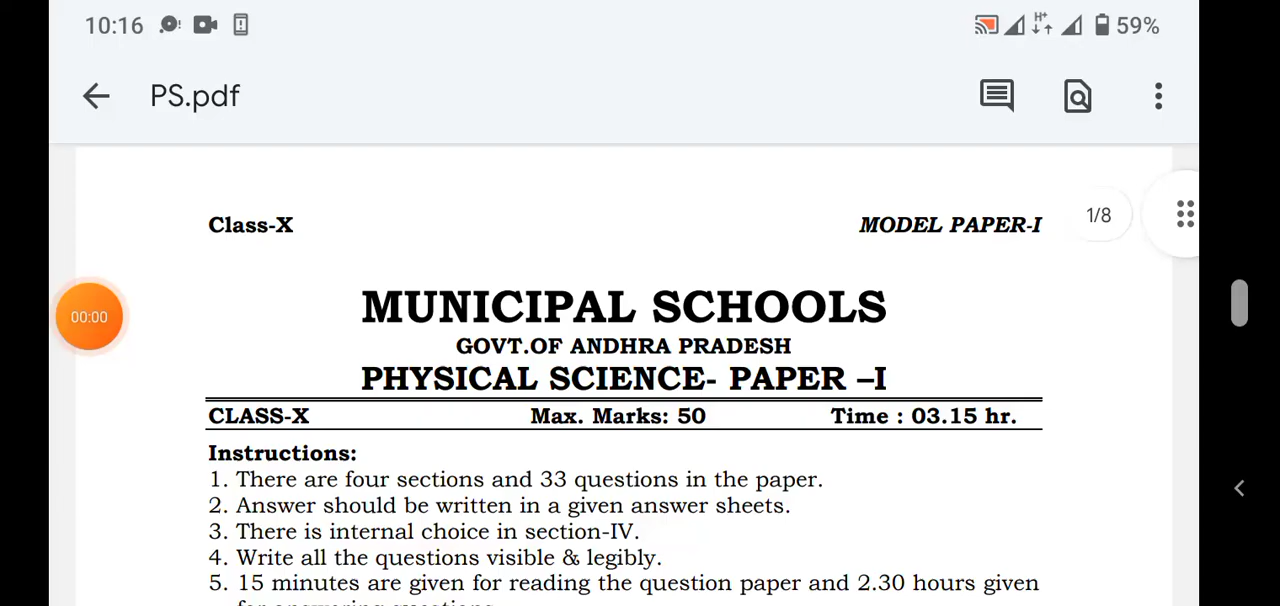 10:16 H+ 59%
PS.pdf
Class-X MODEL PAPER-I
1/8
MUNICIPAL SCHOOLS
00:00
GOVT.OF ANDHRA PRADESH
PHYSICAL SCIENCE- PAPER –I
CLASS-X Max. Marks: 50 Time : 03.15 hr.
Instructions:
1. There are four sections and 33 questions in the paper.
2. Answer should be written in a given answer sheets.
3. There is internal choice in section-IV.
4. Write all the questions visible & legibly.
5. 15 minutes are given for reading the question paper and 2.30 hours given
for answering questions